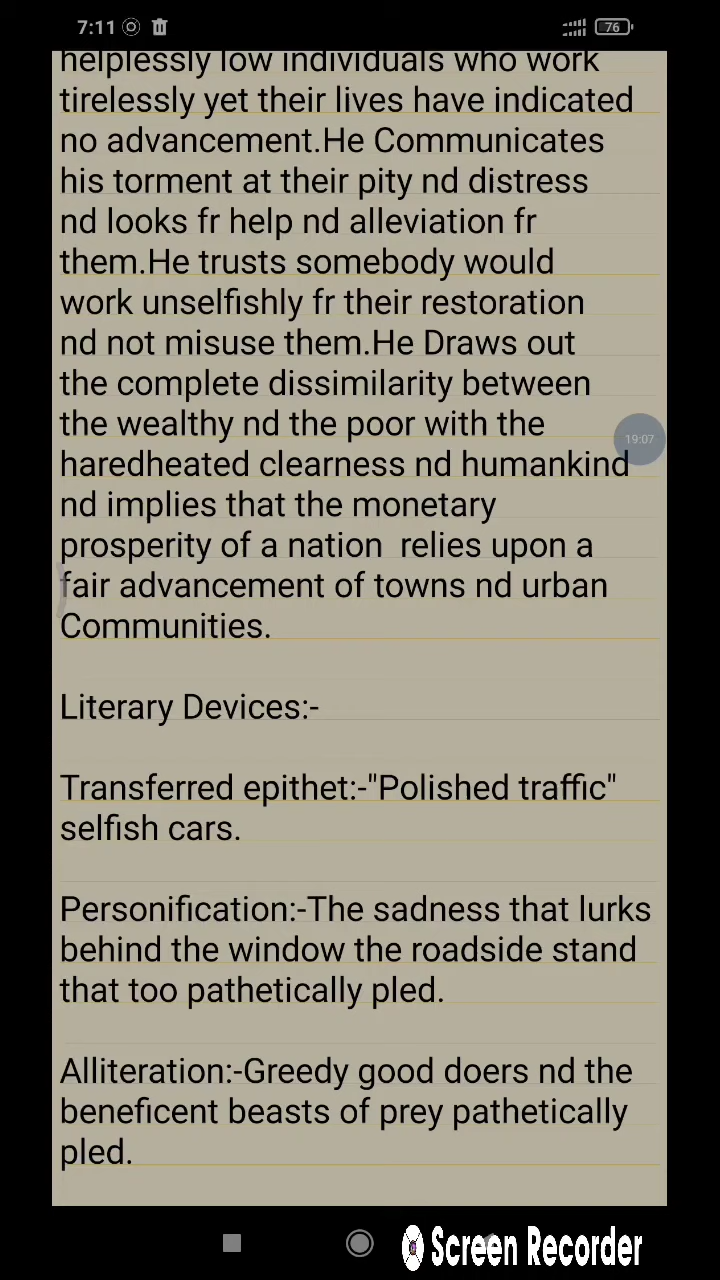 7:11 76
helplessly low individuals who work
tirelessly yet their lives have indicated
no advancement.He Communicates
his torment at their pity nd distress
nd looks fr help nd alleviation fr
them.He trusts somebody would
work unselfishly fr their restoration
nd not misuse them.He Draws out
the complete dissimilarity between
the wealthy nd the poor with the
19:07
haredheated clearness nd humankind
nd implies that the monetary
prosperity of a nation  relies upon a
fair advancement of towns nd urban
Communities.
Literary Devices:-
Transferred epithet:-"Polished traffic"
selfish cars.
Personification:-The sadness that lurks
behind the window the roadside stand
that too pathetically pled.
Alliteration:-Greedy good doers nd the
beneficent beasts of prey pathetically
pled.
Screen Recorder